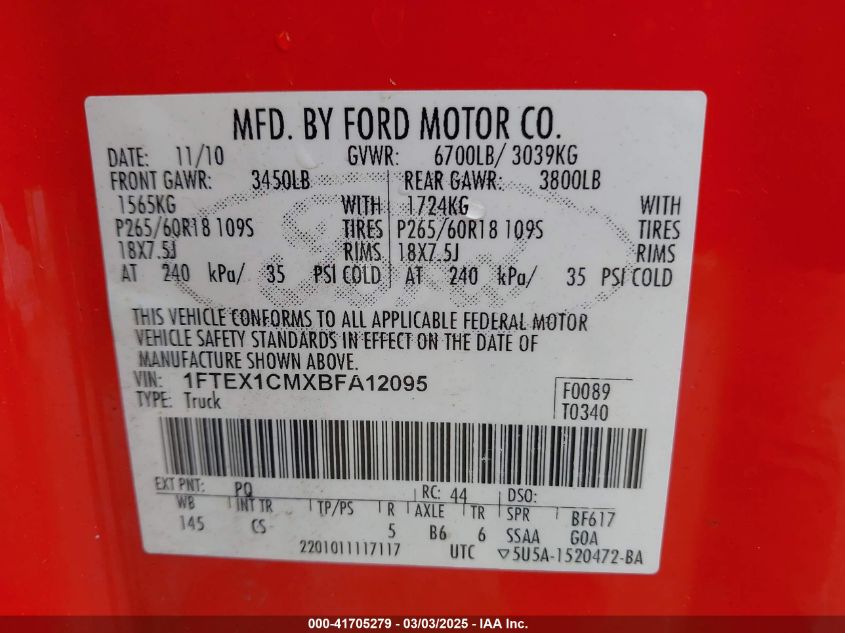 MFD. BY FORD MOTOR CO.
DATE: 11/10 GVWR: 6700LB/ 3039KG
FRONT GAWR: 3450LB REAR GAWR: 3800LB
1565KG WITH 1724KG WITH
P265/60R18 109S TIRES P265/60R18 109S TIRES
18X7.5J RIMS 18X7.5J RIMS
AT 240 kPa/ 35 PSI COLD AT 240 kPa/ 35 PSI COLD
THIS VEHICLE CONFORMS TO ALL APPLICABLE FEDERAL MOTOR
VEHICLE SAFETY STANDARDS IN EFFECT ON THE DATE OF
MANUFACTURE SHOWN ABOVE.
VIN: 1FTEX1CMXBFA12095
TYPE: Truck
F0089
T0340
EXT PNT: PQ RC: 44 DSO:
WB INT TR TP/PS R AXLE TR SPR BF617
145 CS 5 B6 6 SSAA GOA
2201011117117 UTC ▽5U5A-1520472-BA
000-41705279 - 03/03/2025 - IAA Inc.